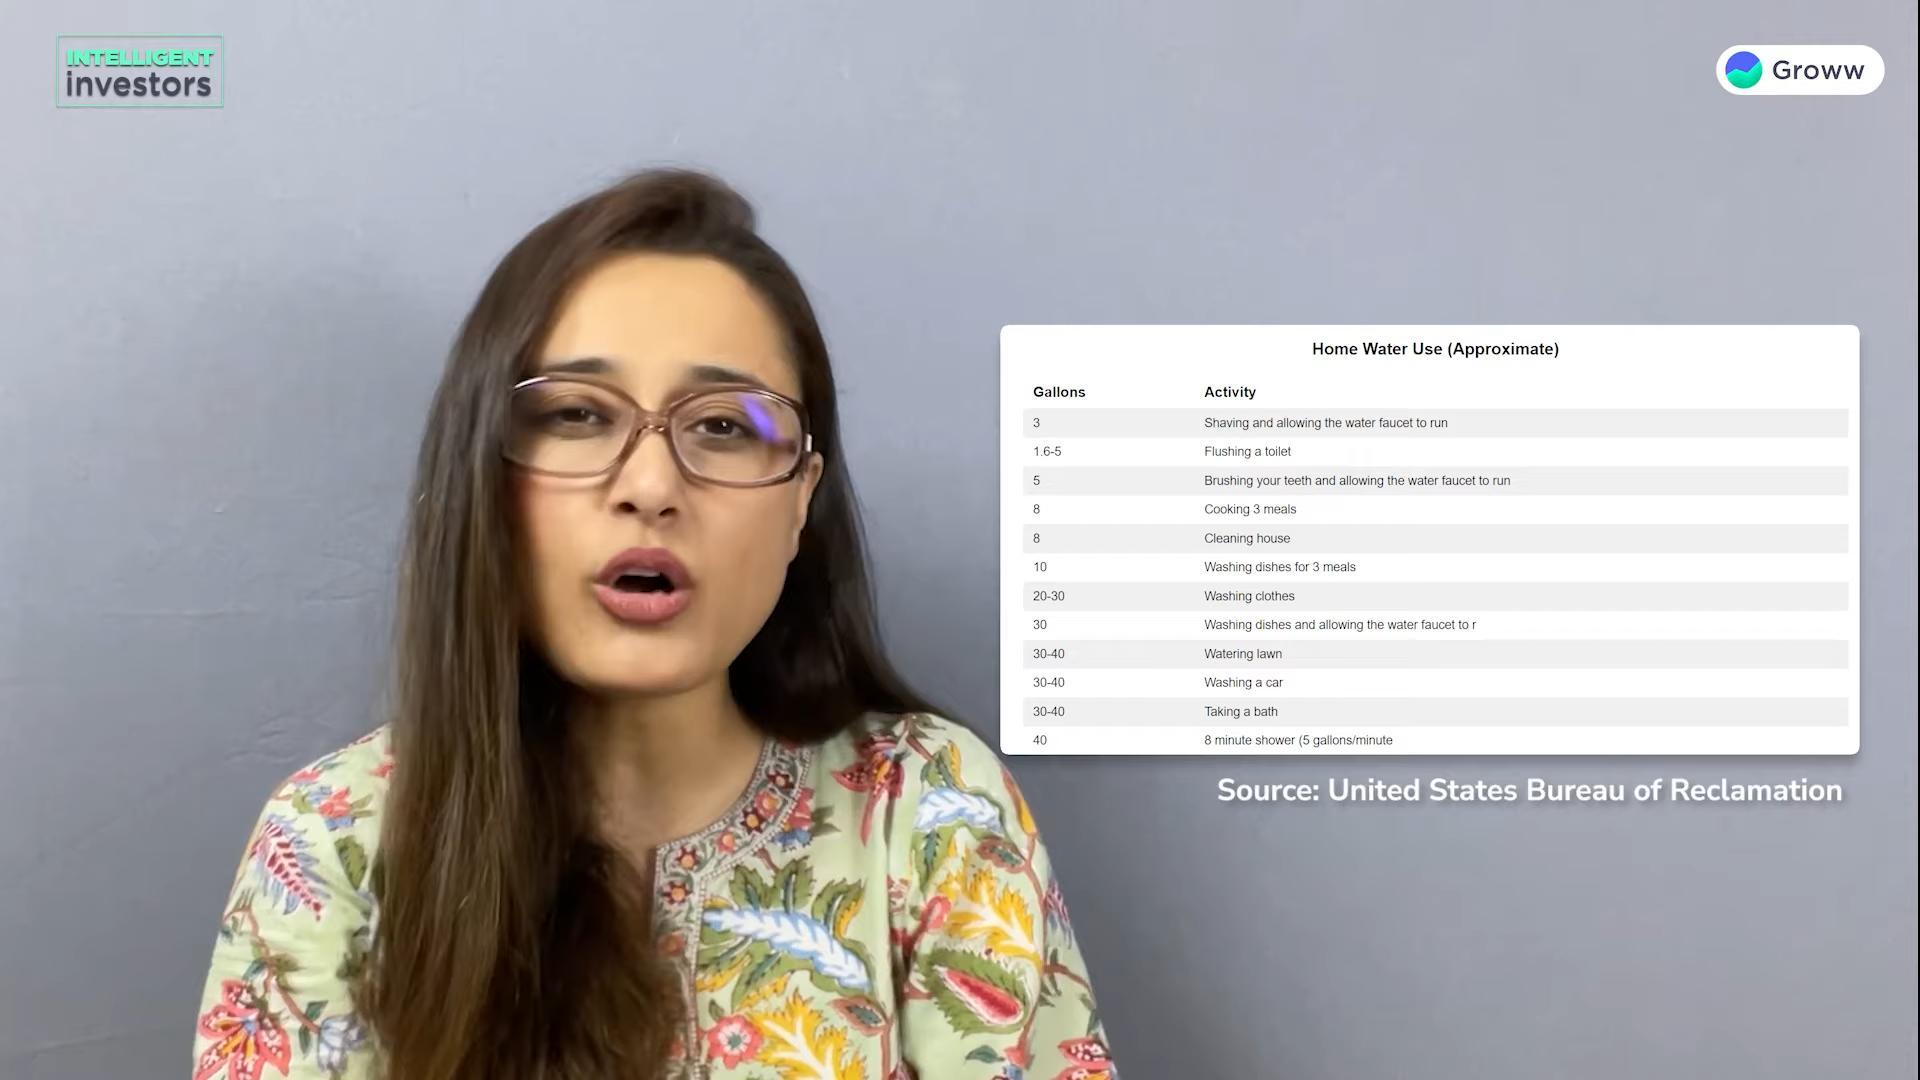 INTELLIGENT
investors
Groww
Home Water Use (Approximate)
Gallons Activity
3 Shaving and allowing the water faucet to run
1.6-5 Flushing a toilet
5 Brushing your teeth and allowing the water faucet to run
8 Cooking 3 meals
8 Cleaning house
10 Washing dishes for 3 meals
20-30 Washing clothes
30 Washing dishes and allowing the water faucet to r
30-40 Watering lawn
30-40 Washing a car
30-40 Taking a bath
40 8 minute shower (5 gallons/minute
Source: United States Bureau of Reclamation